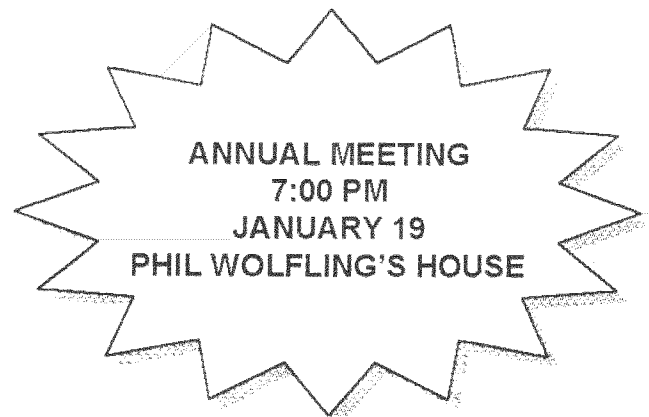 ANNUAL MEETING
7:00 PM
JANUARY 19
PHIL WOLFLING'S HOUSE